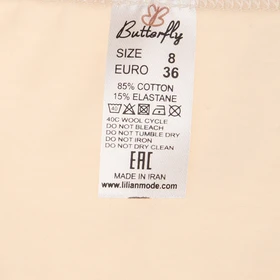 Butterfly
SIZE 8
EURO 36
85% COTTON
15% ELASTANE
40C WOOL CYCLE
DO NOT BLEACH
DO NOT TUMBLE DRY
DO NOT IRON
DO NOT DRY CLEAN
EAC
MADE IN IRAN
www.lilianmode.com